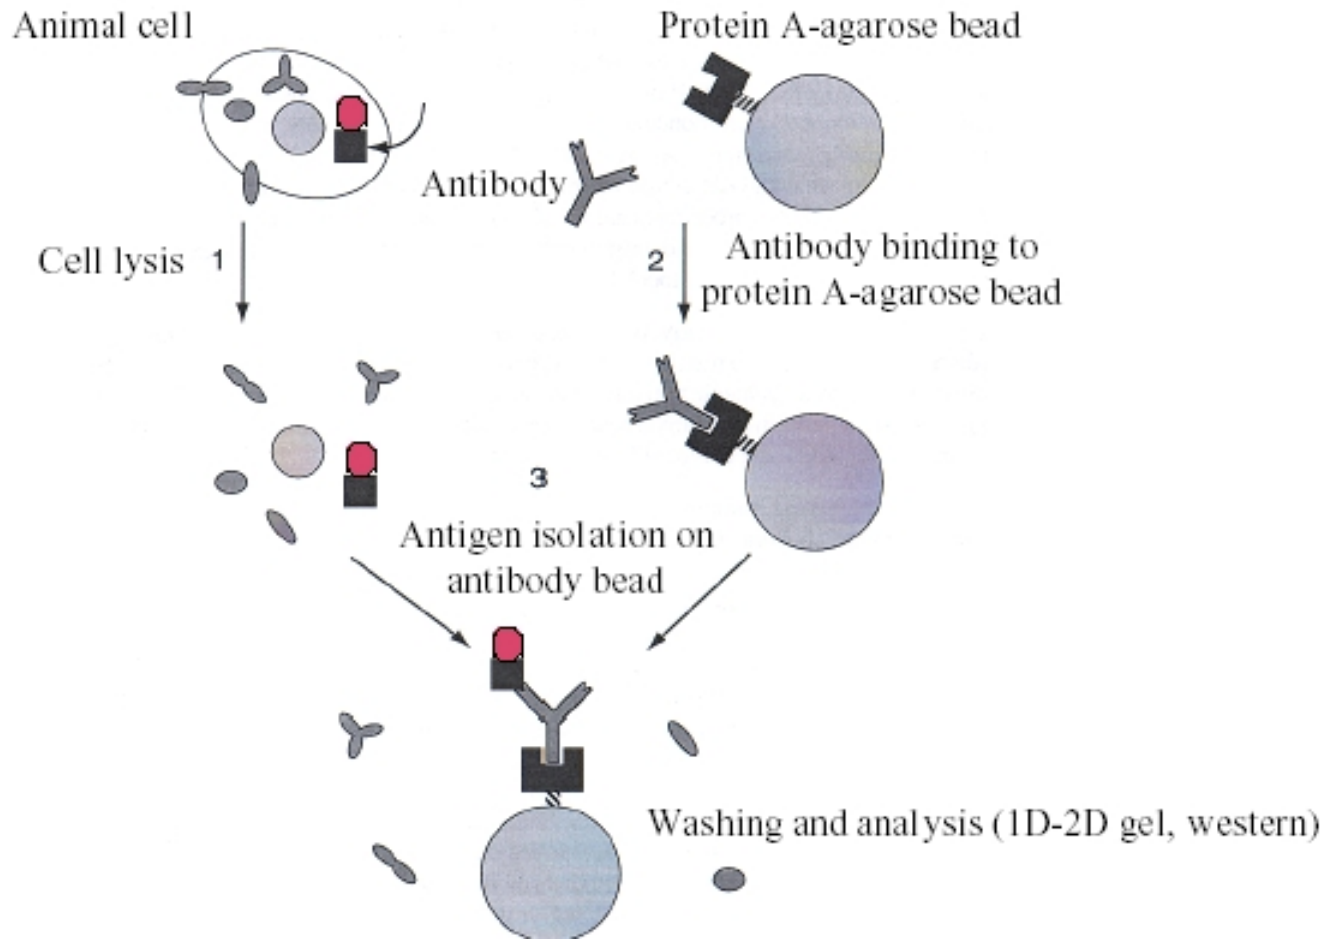 Animal cell
Protein A-agarose bead
Antibody
Cell lysis 1
2 Antibody binding to
protein A-agarose bead
3
Antigen isolation on
antibody bead
Washing and analysis (1D-2D gel, western)